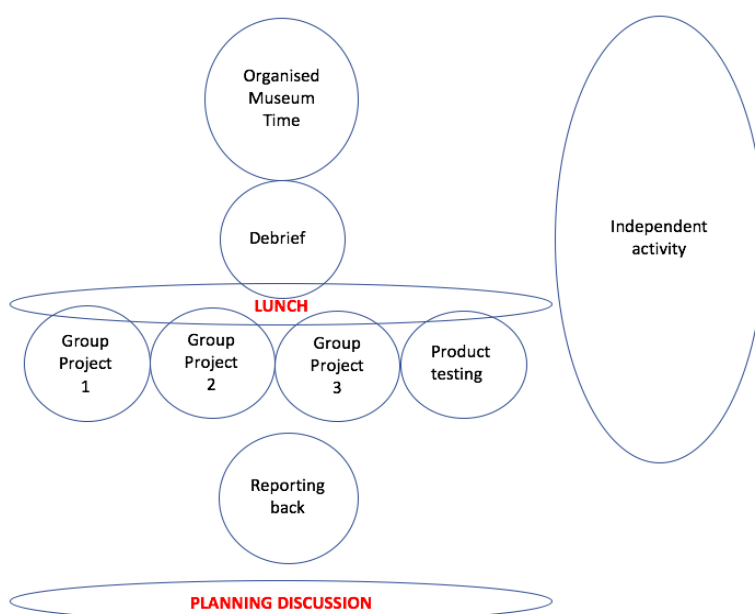 Organised
Museum
Time
Debrief
Independent
activity
LUNCH
Group
Project
1
Group
Project
2
Group
Project
3
Product
testing
Reporting
back
PLANNING DISCUSSION